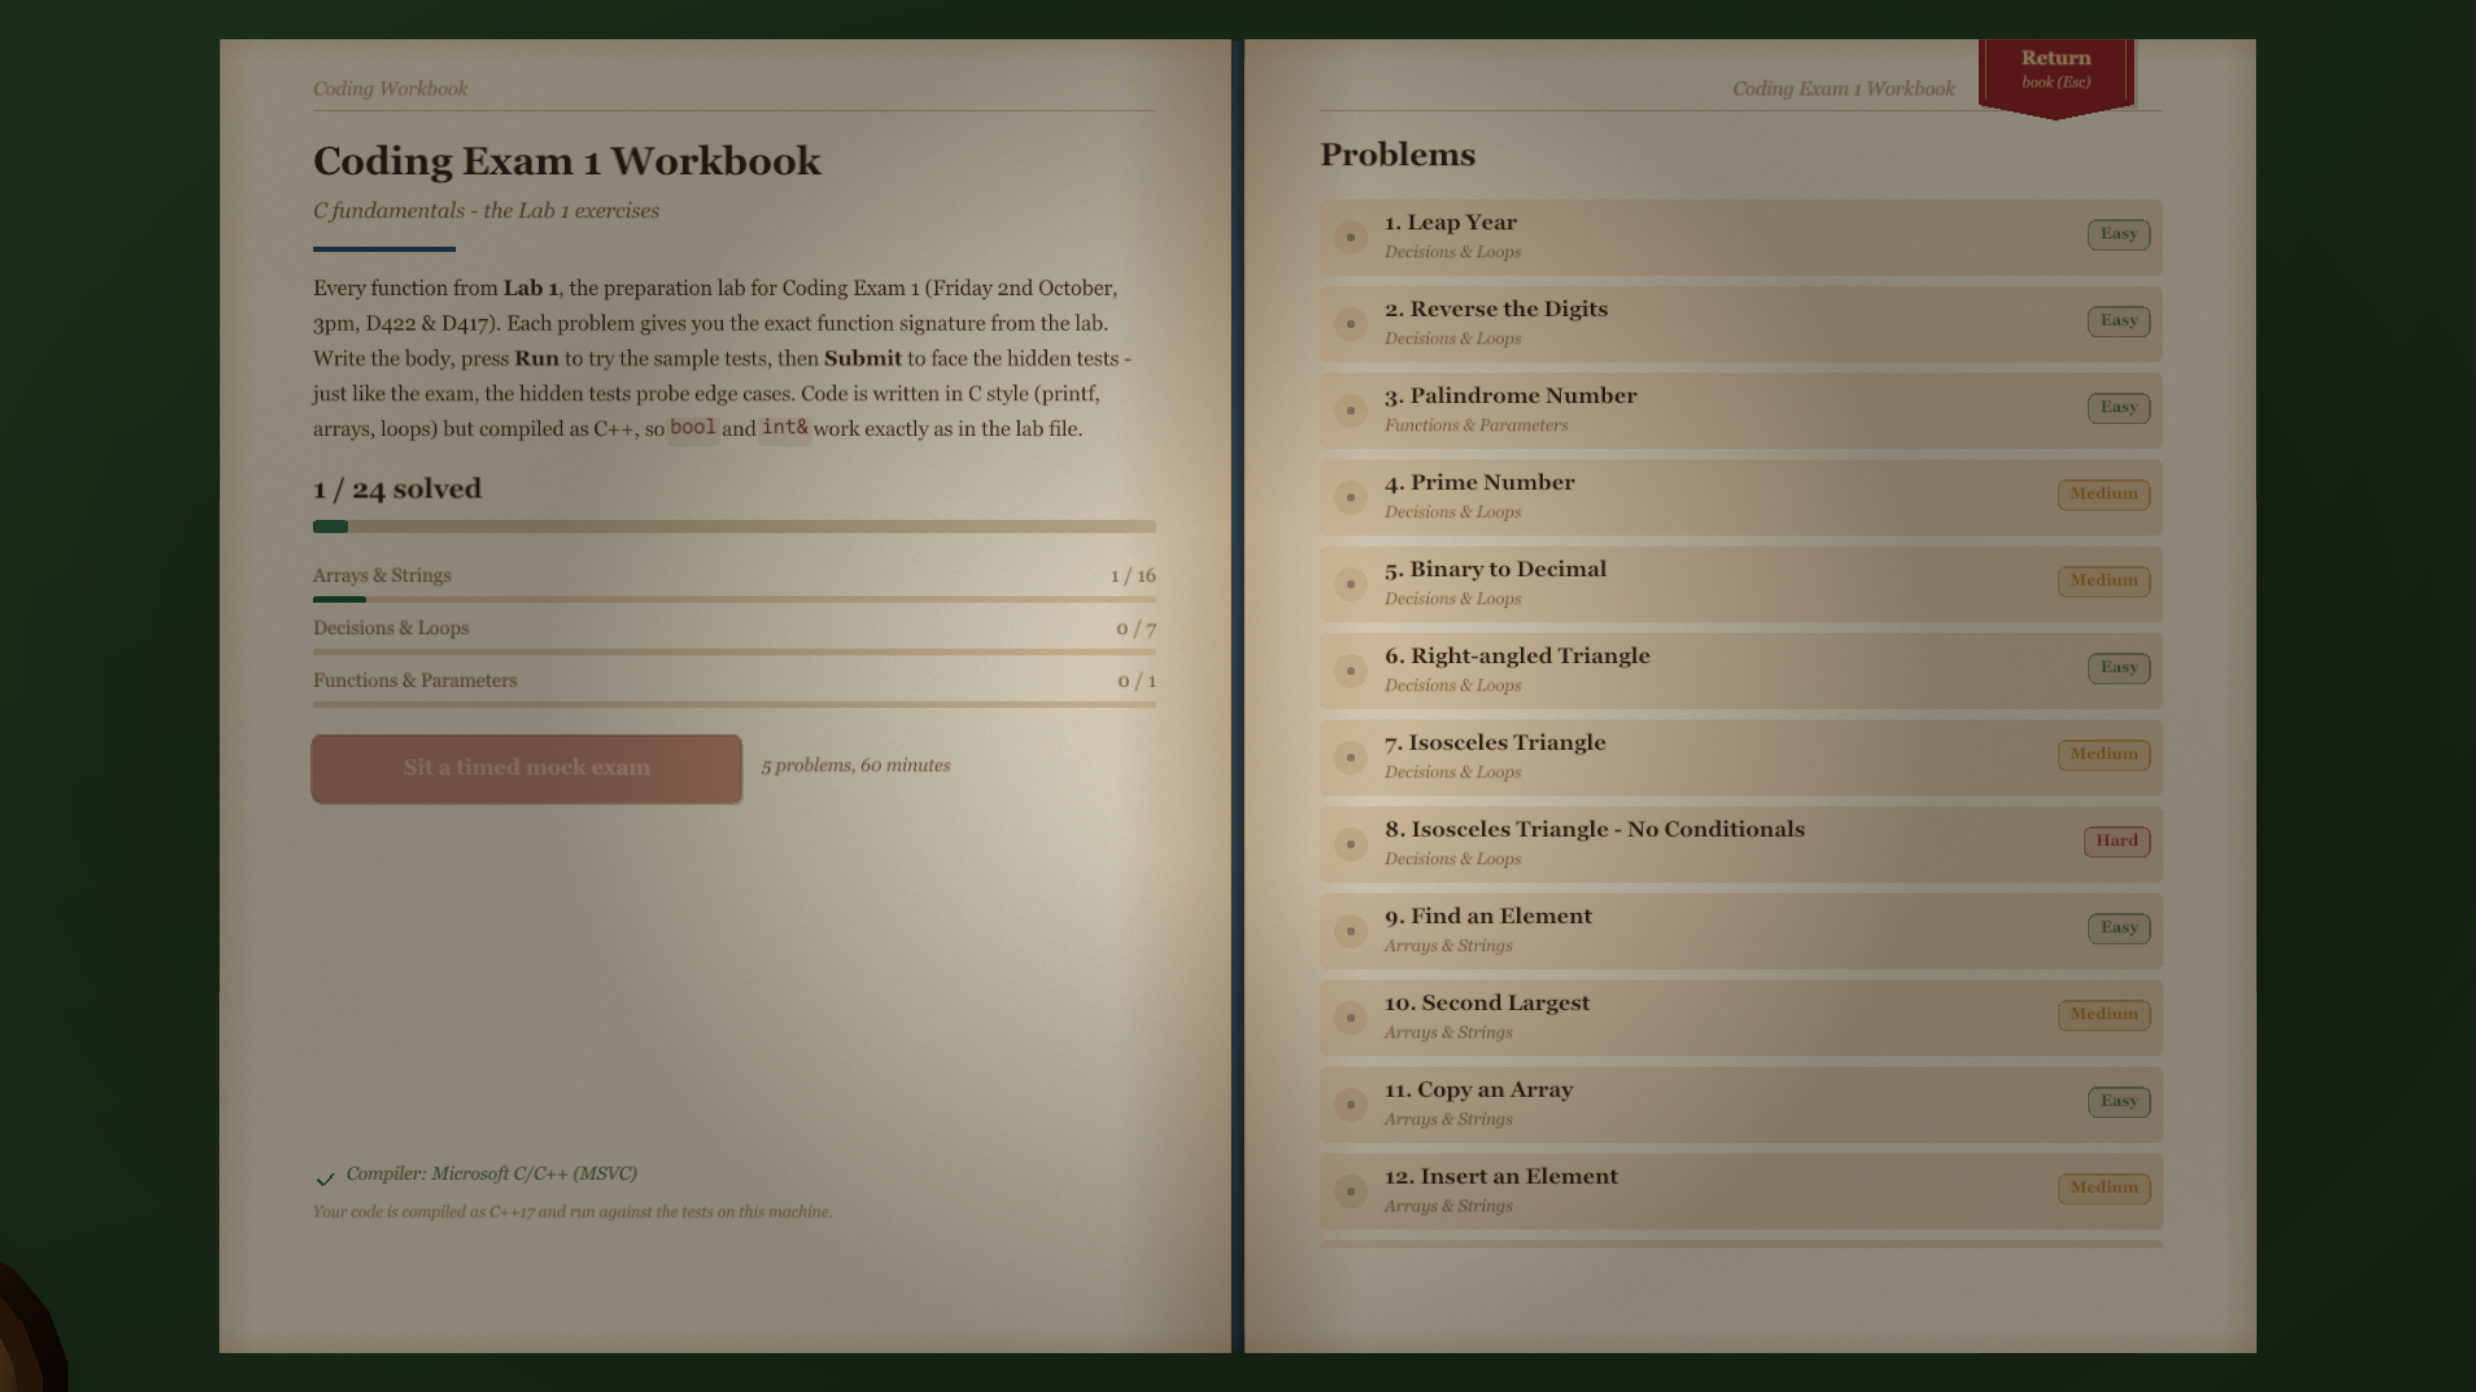 Coding Workbook
Coding Exam 1 Workbook
C fundamentals - the Lab 1 exercises
Every function from Lab 1, the preparation lab for Coding Exam 1 (Friday 2nd October,
3pm, D422 & D417). Each problem gives you the exact function signature from the lab.
Write the body, press Run to try the sample tests, then Submit to face the hidden tests -
just like the exam, the hidden tests probe edge cases. Code is written in C style (printf,
arrays, loops) but compiled as C++, so bool and int& work exactly as in the lab file.
1 / 24 solved
Arrays & Strings 1 / 16
Decisions & Loops 0 / 7
Functions & Parameters 0 / 1
Sit a timed mock exam 5 problems, 60 minutes
Compiler: Microsoft C/C++ (MSVC)
Your code is compiled as C++17 and run against the tests on this machine.
Coding Exam 1 Workbook
Return
book (Esc)
Problems
1. Leap Year Easy
Decisions & Loops
2. Reverse the Digits Easy
Decisions & Loops
3. Palindrome Number Easy
Functions & Parameters
4. Prime Number Medium
Decisions & Loops
5. Binary to Decimal Medium
Decisions & Loops
6. Right-angled Triangle Easy
Decisions & Loops
7. Isosceles Triangle Medium
Decisions & Loops
8. Isosceles Triangle - No Conditionals Hard
Decisions & Loops
9. Find an Element Easy
Arrays & Strings
10. Second Largest Medium
Arrays & Strings
11. Copy an Array Easy
Arrays & Strings
12. Insert an Element Medium
Arrays & Strings